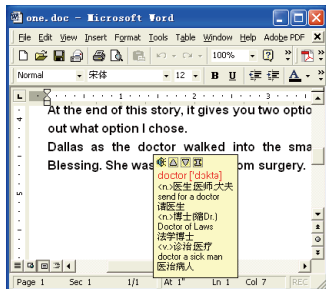 one.doc - Microsoft Word
File Edit View Insert Format Tools Table Window Help Adobe PDF
100%
Normal 宋体 12 B U A
1 2 3
At the end of this story, it gives you two optio
out what option I chose.
Dallas as the doctor walked into the sma
Blessing. She was om surgery.
doctor ['dɔktə]
<n.>医生 医师 大夫
send for a doctor
请医生
<n.>博士(缩Dr.)
Doctor of Laws
法学博士
<v.>诊治 医疗
doctor a sick man
医治病人
Page 1 Sec 1 1/1 At 1" Ln 1 Col 7 REC